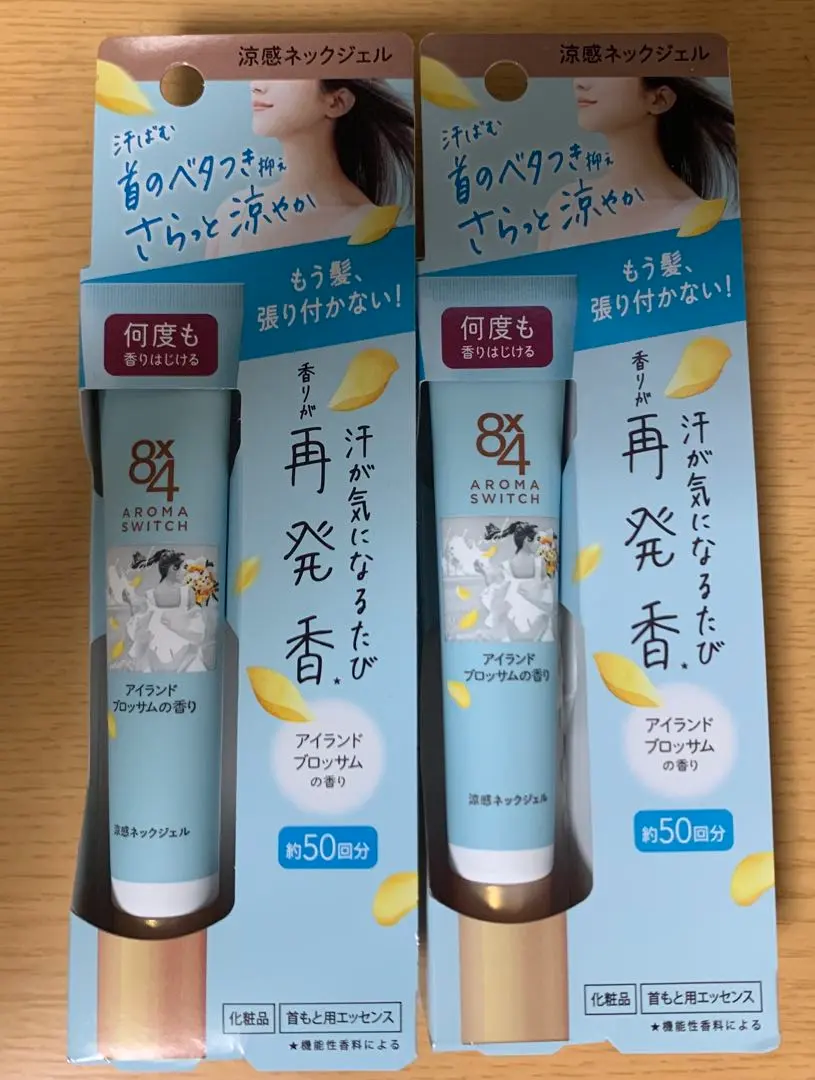 涼感ネックジェル
汗ばむ
首のベタつき抑え
さらっと涼やか
もう髪、
張り付かない!
何度も
香りはじける
8x4
AROMA
SWITCH
アイランド
ブロッサムの香り
涼感ネックジェル
汗が気になるたび
香りが
再発香★
アイランド
ブロッサム
の香り
約50回分
化粧品
首もと用エッセンス
★機能性香料による
涼感ネックジェル
汗ばむ
首のベタつき抑え
さらっと涼やか
もう髪、
張り付かない!
何度も
香りはじける
8x4
AROMA
SWITCH
アイランド
ブロッサムの香り
涼感ネックジェル
汗が気になるたび
香りが
再発香★
アイランド
ブロッサム
の香り
約50回分
化粧品
首もと用エッセンス
★機能性香料による